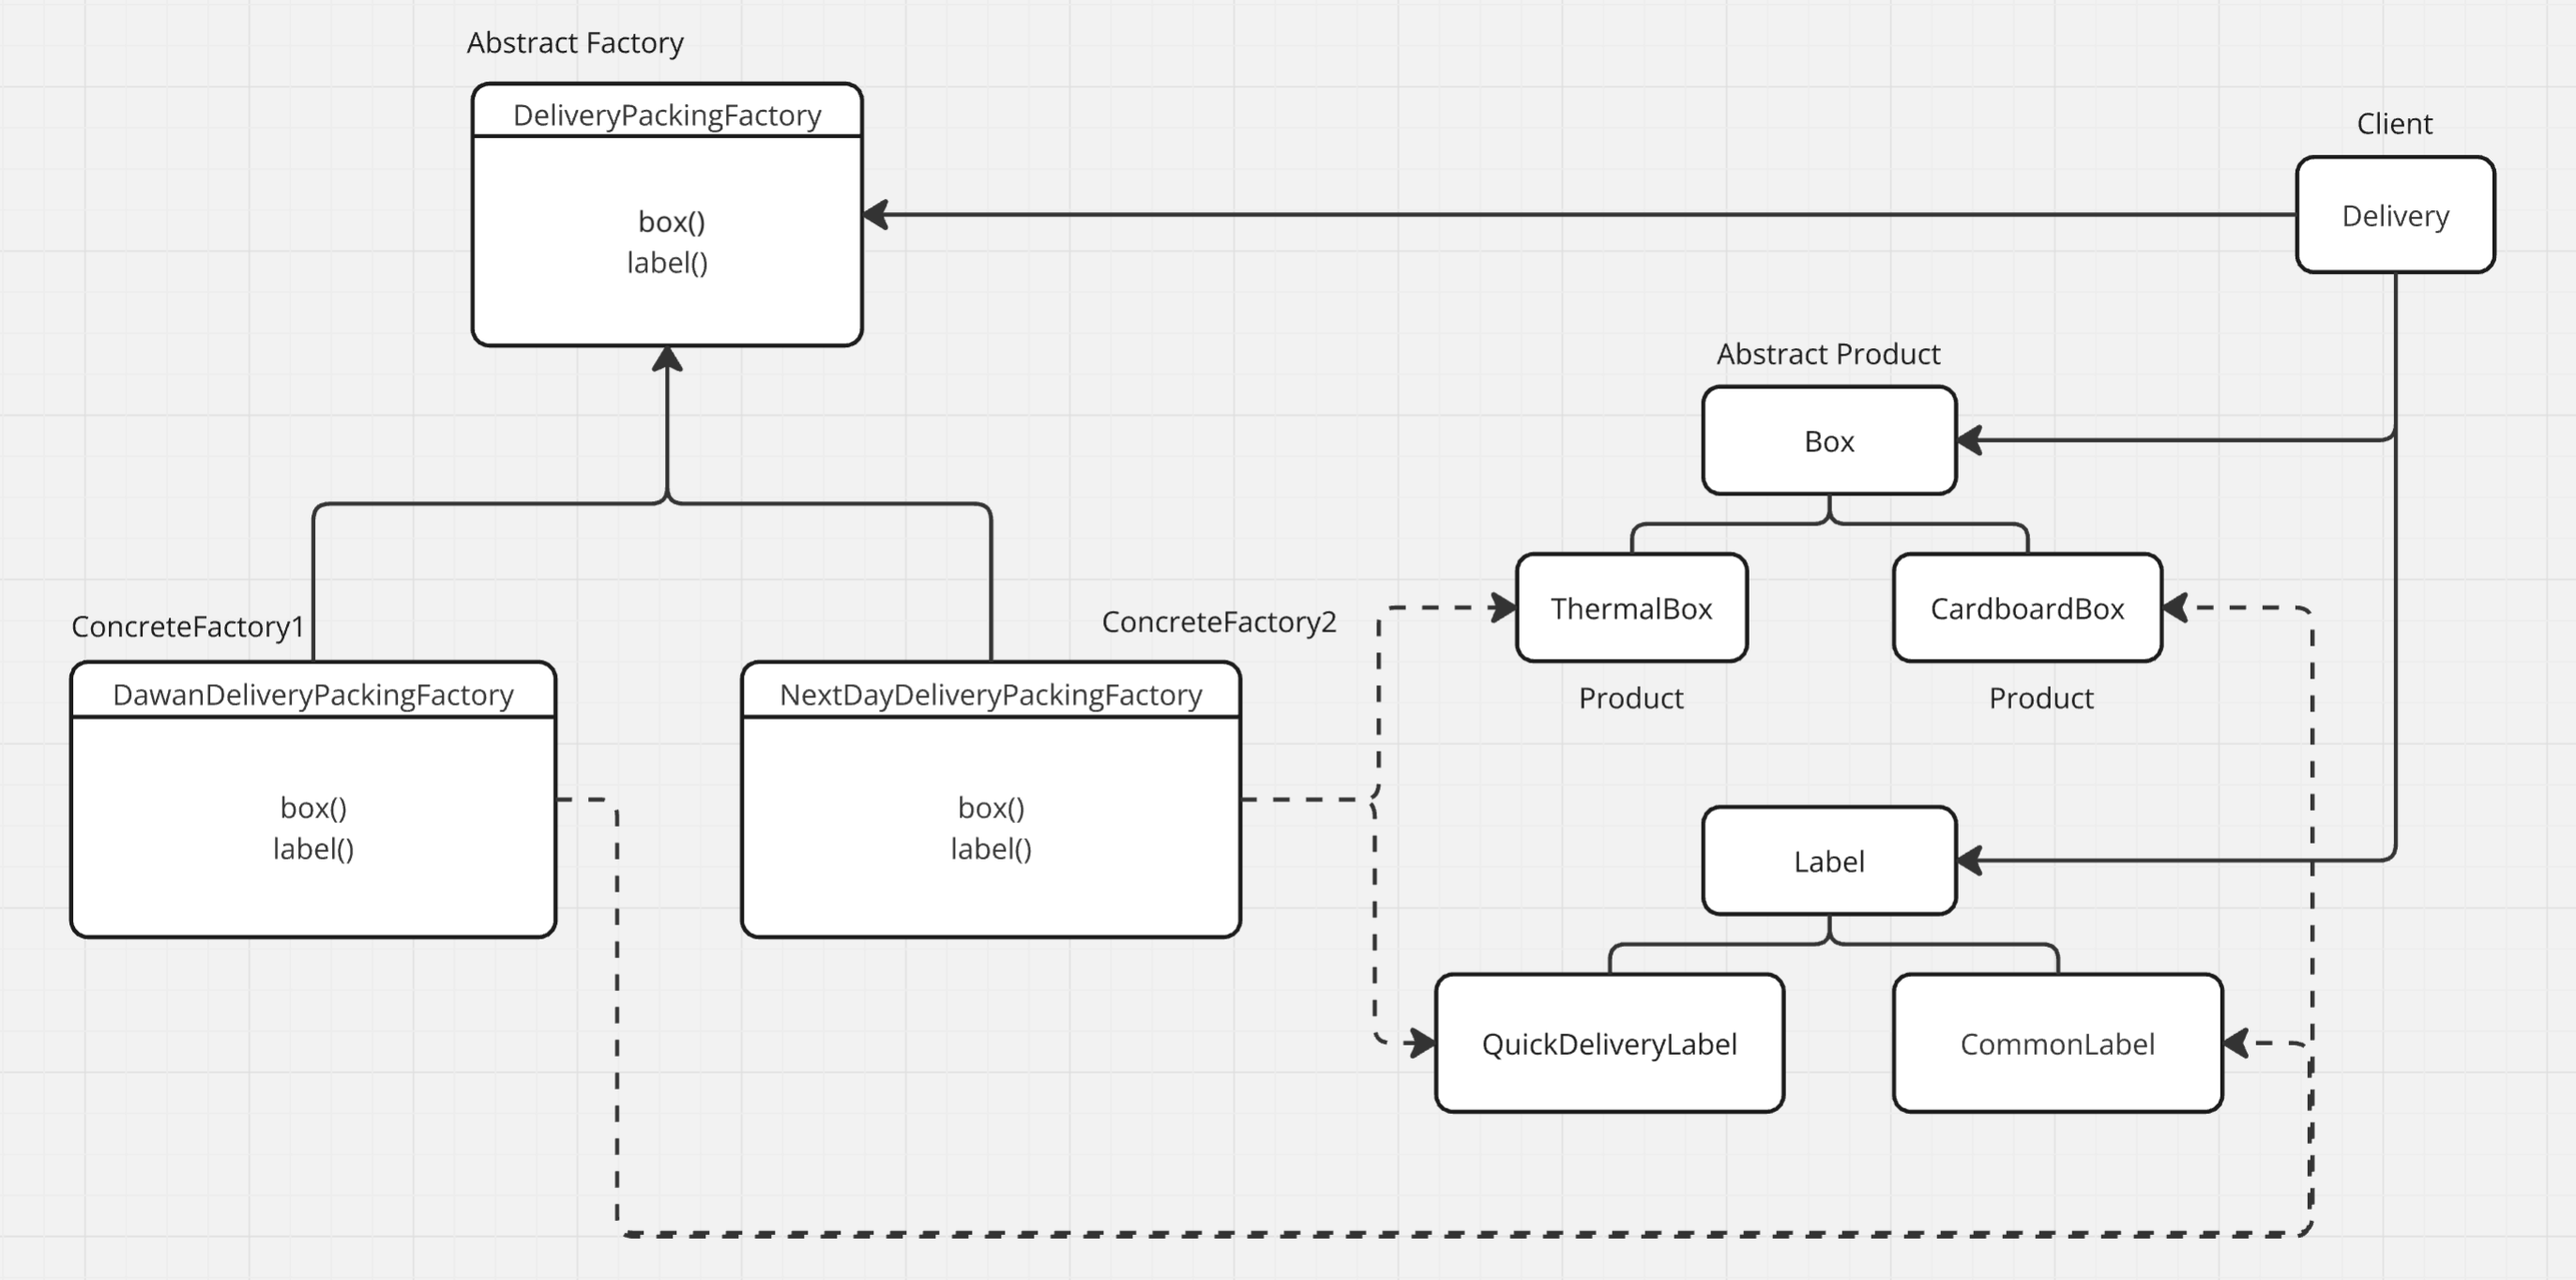 Abstract Factory
DeliveryPackingFactory
box()
label()
Client
Delivery
Abstract Product
Box
ThermalBox
CardboardBox
Product
Product
ConcreteFactory1
DawanDeliveryPackingFactory
box()
label()
ConcreteFactory2
NextDayDeliveryPackingFactory
box()
label()
Label
QuickDeliveryLabel
CommonLabel